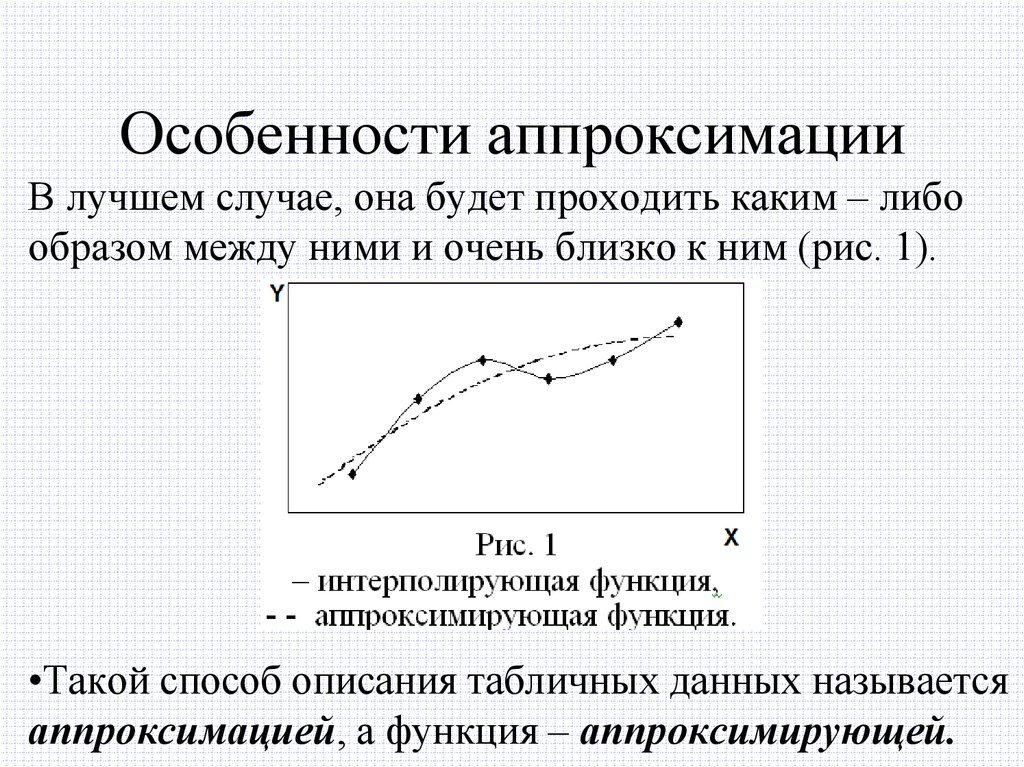 Особенности аппроксимации
В лучшем случае, она будет проходить каким – либо
образом между ними и очень близко к ним (рис. 1).
Y
X
Рис. 1
– интерполирующая функция,
- - аппроксимирующая функция.
•Такой способ описания табличных данных называется
аппроксимацией, а функция – аппроксимирующей.